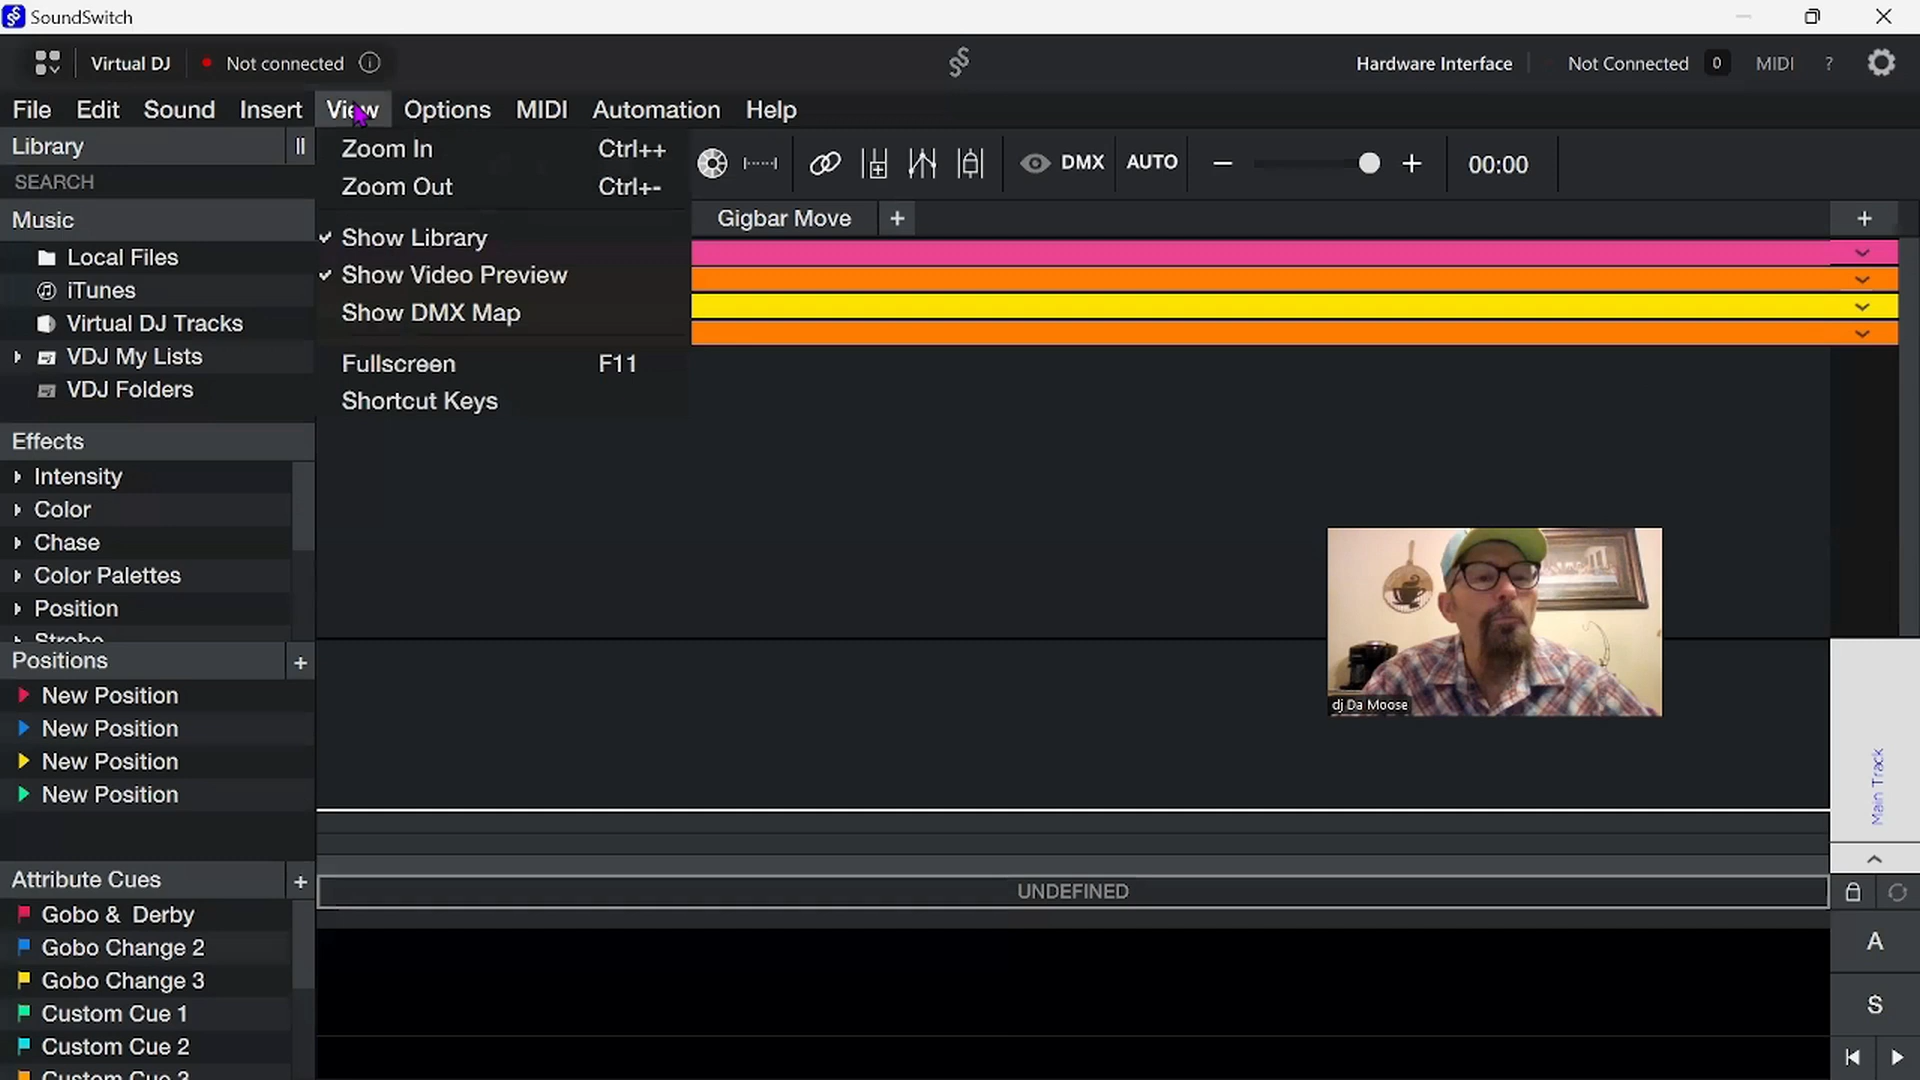 SoundSwitch
Virtual DJ
Not connected
Hardware Interface
Not Connected
0
MIDI
?
File Edit Sound Insert View Options MIDI Automation Help
Library
SEARCH
Music
Local Files
iTunes
Virtual DJ Tracks
VDJ My Lists
VDJ Folders
Effects
Intensity
Color
Chase
Color Palettes
Position
Strobe
Positions
New Position
New Position
New Position
New Position
Attribute Cues
Gobo & Derby
Gobo Change 2
Gobo Change 3
Custom Cue 1
Custom Cue 2
Custom Cue 3
Zoom In Ctrl++
Zoom Out Ctrl+-
Show Library
Show Video Preview
Show DMX Map
Fullscreen F11
Shortcut Keys
DMX
AUTO
00:00
Gigbar Move
dj Da Moose
Main Track
UNDEFINED
A
S